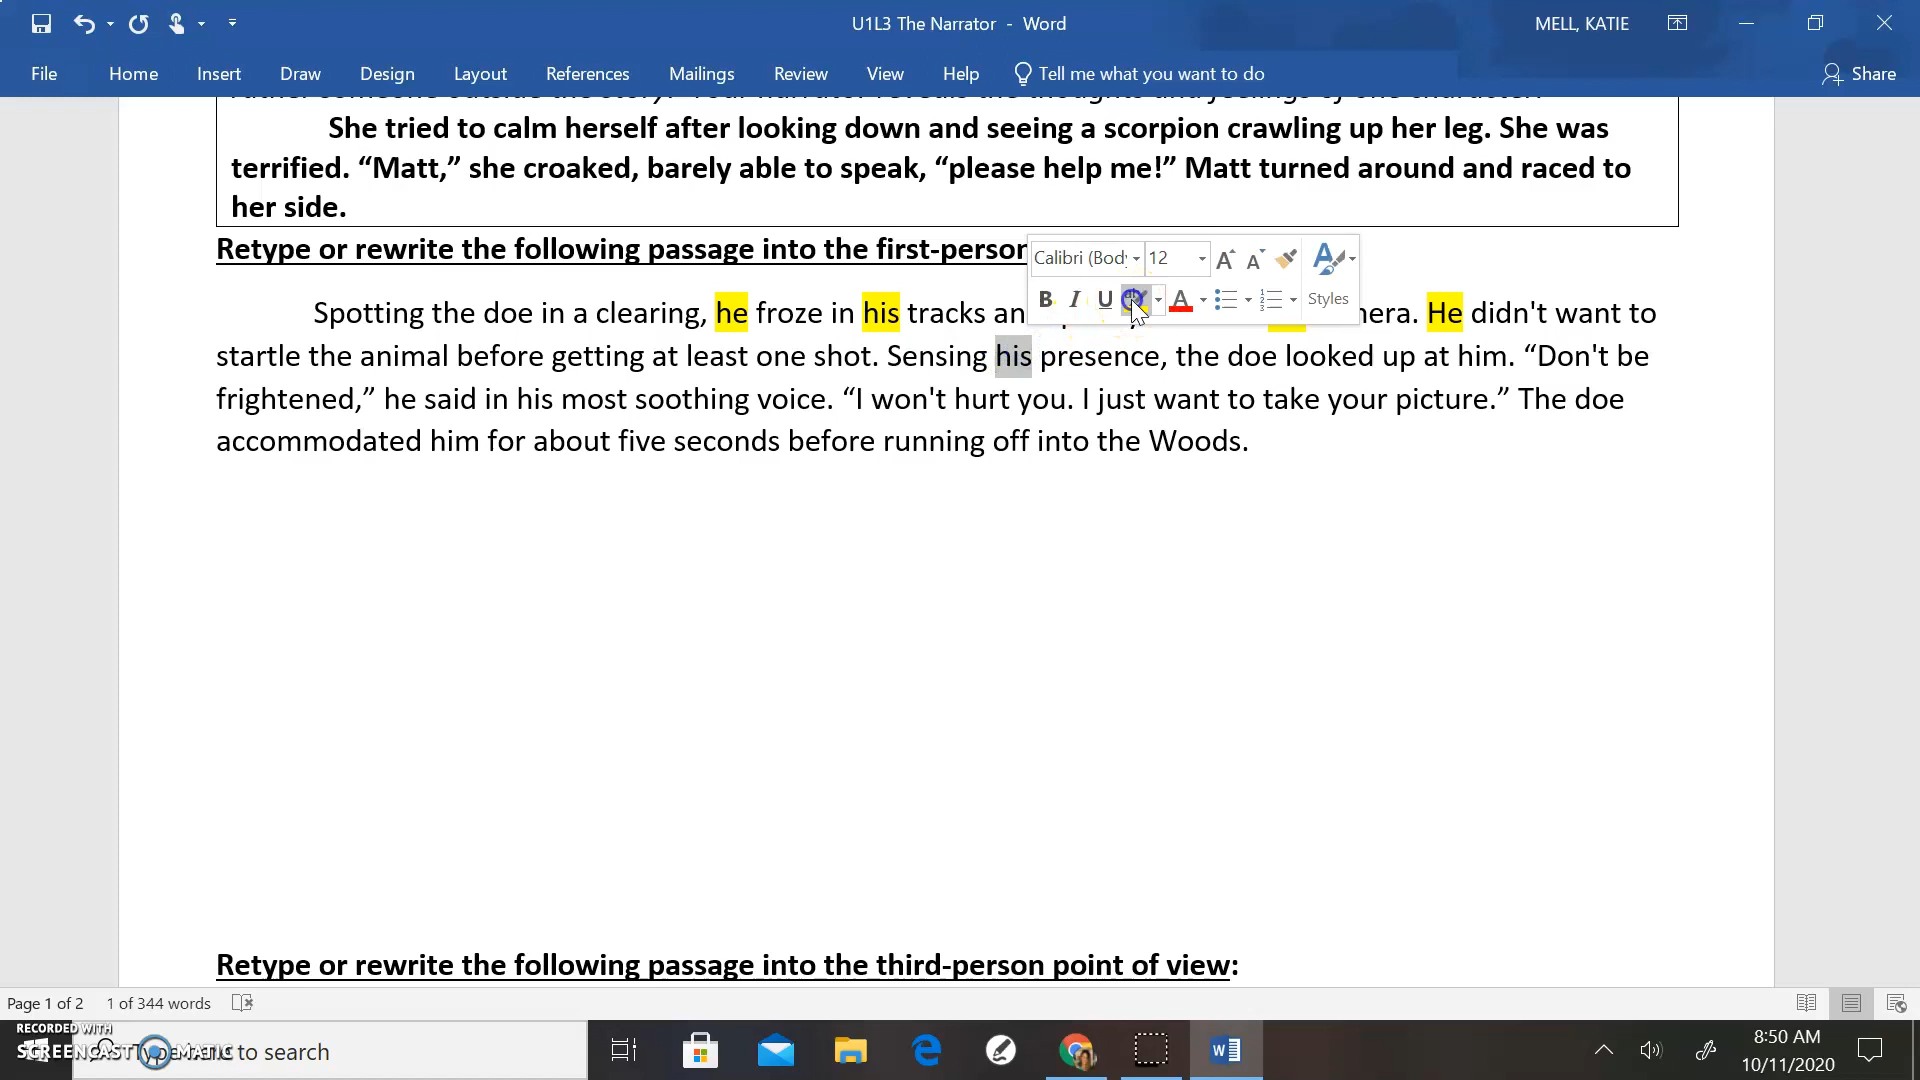 U1L3 The Narrator - Word
MELL, KATIE
File Home Insert Draw Design Layout References Mailings Review View Help Tell me what you want to do Share
She tried to calm herself after looking down and seeing a scorpion crawling up her leg. She was
terrified. “Matt,” she croaked, barely able to speak, “please help me!” Matt turned around and raced to
her side.
Retype or rewrite the following passage into the first-person
Calibri (Body 12
B I U A Styles
Spotting the doe in a clearing, he froze in his tracks an mera. He didn't want to
startle the animal before getting at least one shot. Sensing his presence, the doe looked up at him. “Don't be
frightened,” he said in his most soothing voice. “I won't hurt you. I just want to take your picture.” The doe
accommodated him for about five seconds before running off into the Woods.
Retype or rewrite the following passage into the third-person point of view:
Page 1 of 2 1 of 344 words
RECORDED WITH
SCREENCAST MATIC to search
8:50 AM
10/11/2020